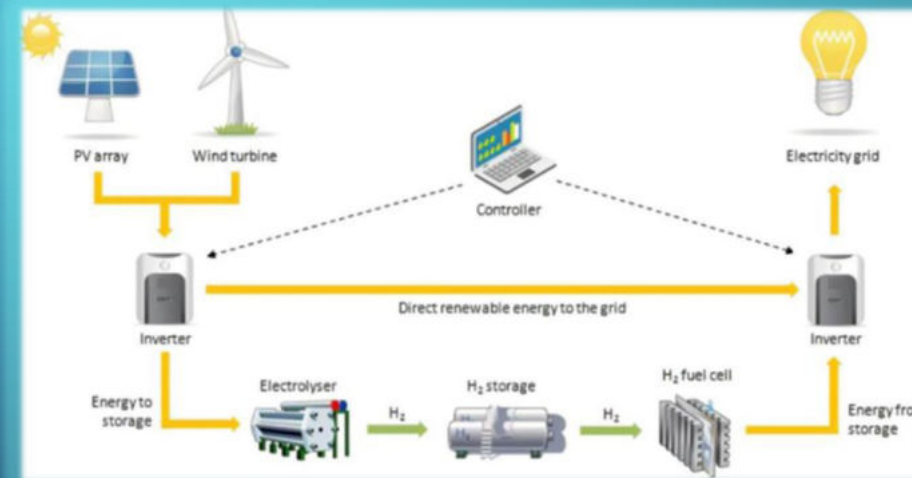 PV array
Wind turbine
Electricity grid
Controller
Direct renewable energy to the grid
Inverter
Inverter
Energy to
storage
Electrolyser
H₂
H₂ storage
H₂
H₂ fuel cell
Energy fro
storage